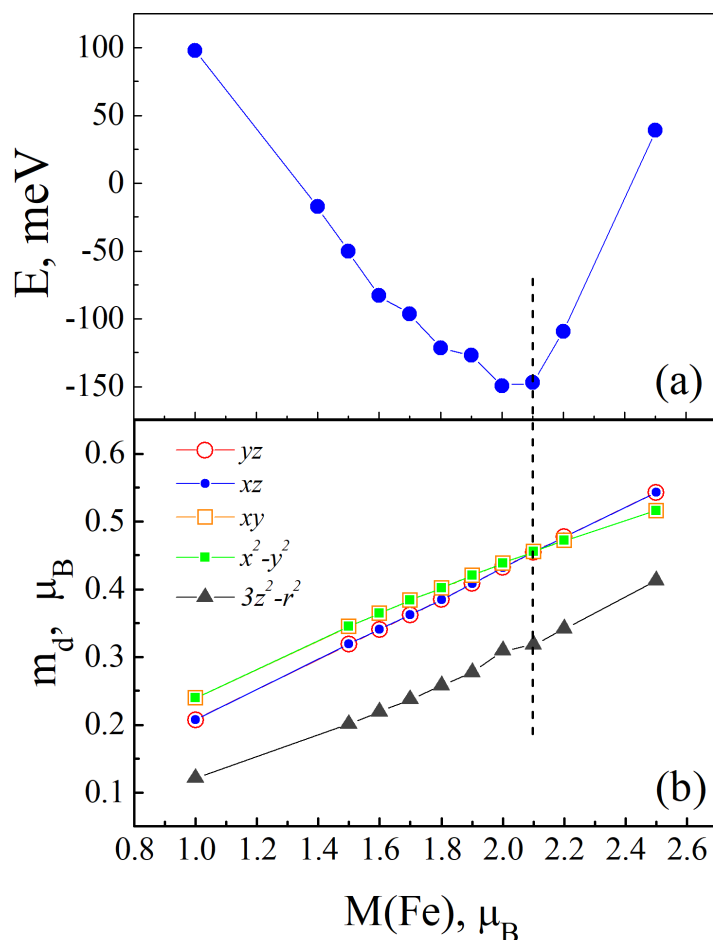 100
50
0
-50
-100
-150
E, meV
(a)
0.6
0.5
0.4
0.3
0.2
0.1
m_d, μ_B
yz
xz
xy
x²-y²
3z²-r²
(b)
0.8 1.0 1.2 1.4 1.6 1.8 2.0 2.2 2.4 2.6
M(Fe), μ_B